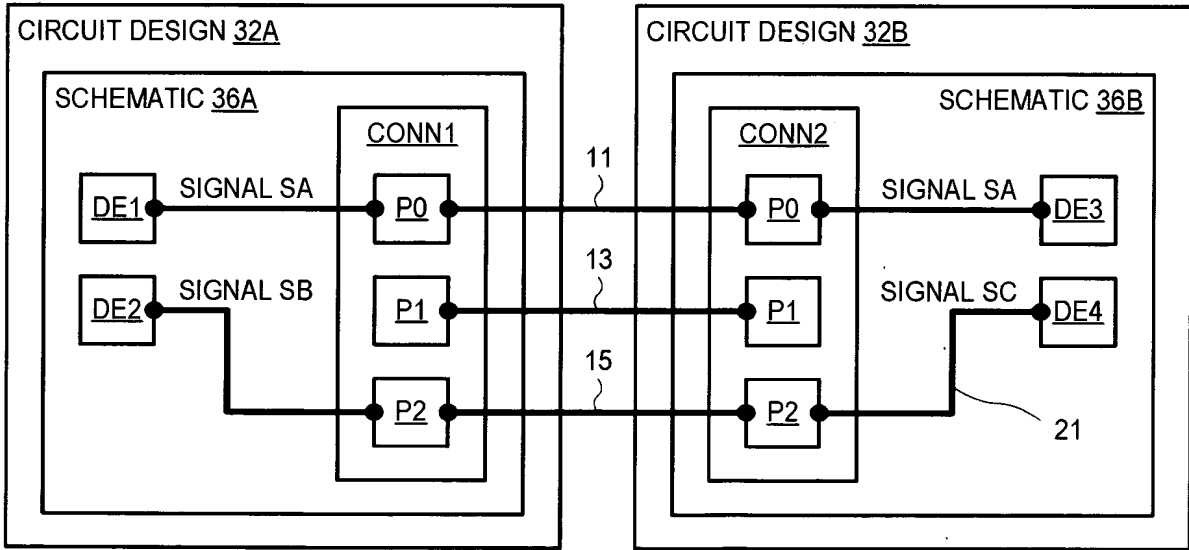 CIRCUIT DESIGN 32A
SCHEMATIC 36A
CONN1
SIGNAL SA
DE1
P0
SIGNAL SB
DE2
P1
P2
11
13
15
CIRCUIT DESIGN 32B
SCHEMATIC 36B
CONN2
P0
SIGNAL SA
DE3
P1
SIGNAL SC
DE4
P2
21